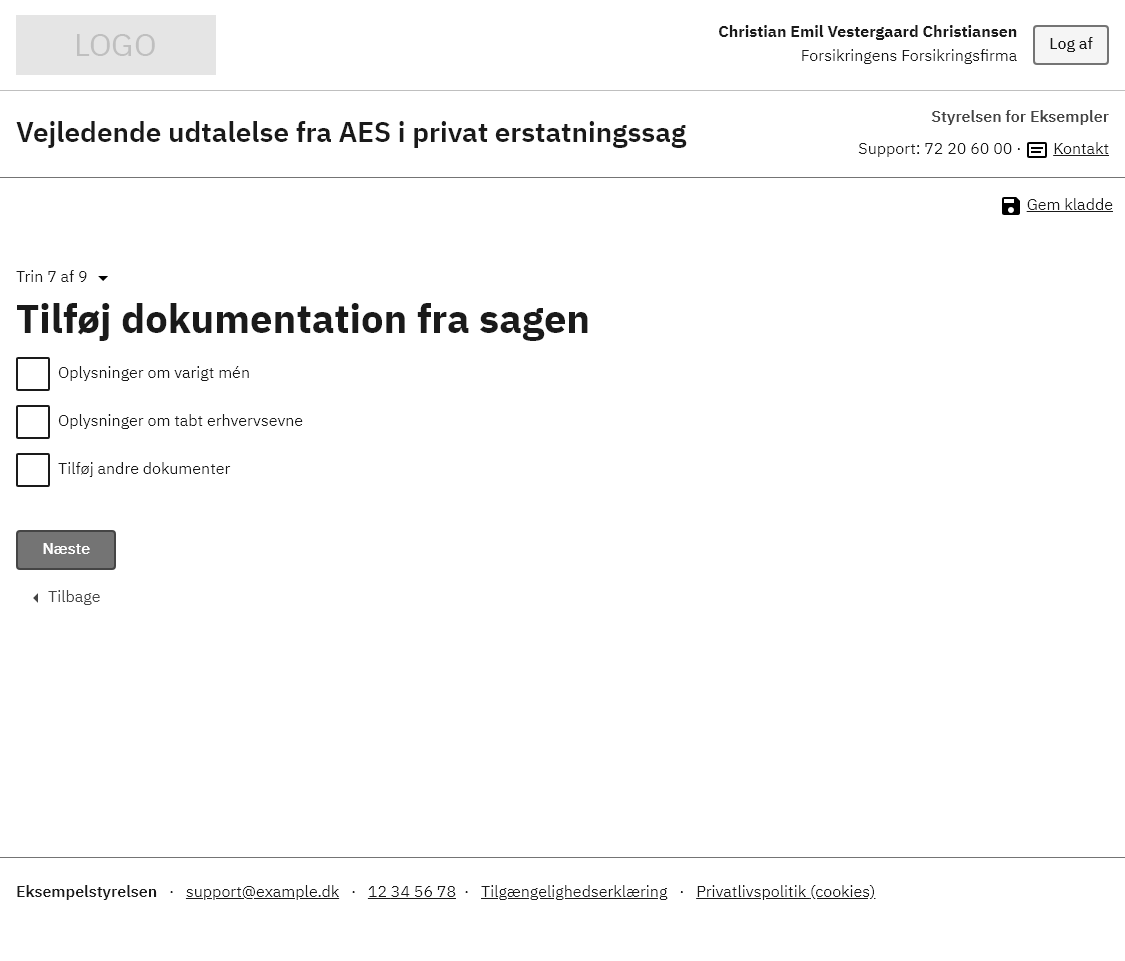 LOGO
Christian Emil Vestergaard Christiansen
Forsikringens Forsikringsfirma
Log af
Vejledende udtalelse fra AES i privat erstatningssag
Styrelsen for Eksempler
Support: 72 20 60 00 · Kontakt
Gem kladde
Trin 7 af 9
Tilføj dokumentation fra sagen
Oplysninger om varigt mén
Oplysninger om tabt erhvervsevne
Tilføj andre dokumenter
Næste
Tilbage
Eksempelstyrelsen · support@example.dk · 12 34 56 78 · Tilgængelighedserklæring · Privatlivspolitik (cookies)